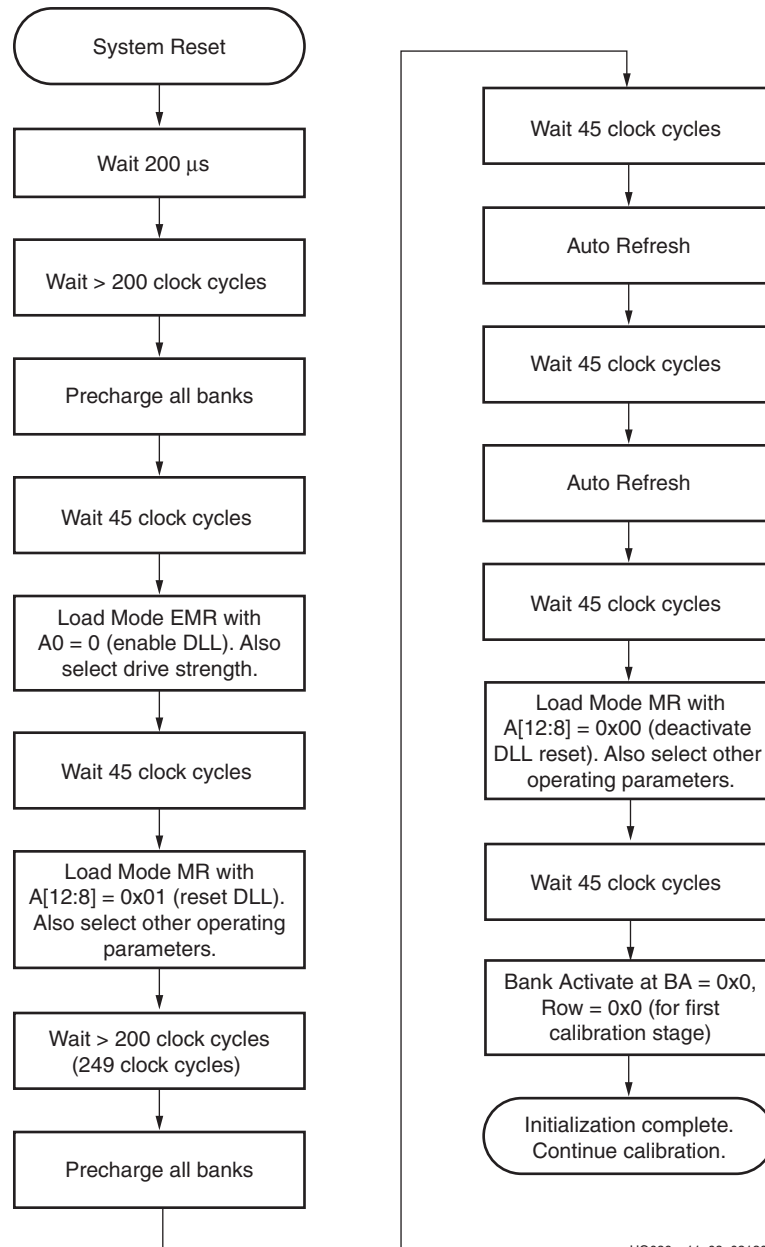 System Reset
Wait 200 μs
Wait > 200 clock cycles
Precharge all banks
Wait 45 clock cycles
Load Mode EMR with
A0 = 0 (enable DLL). Also
select drive strength.
Wait 45 clock cycles
Load Mode MR with
A[12:8] = 0x01 (reset DLL).
Also select other operating
parameters.
Wait > 200 clock cycles
(249 clock cycles)
Precharge all banks
Wait 45 clock cycles
Auto Refresh
Wait 45 clock cycles
Auto Refresh
Wait 45 clock cycles
Load Mode MR with
A[12:8] = 0x00 (deactivate
DLL reset). Also select other
operating parameters.
Wait 45 clock cycles
Bank Activate at BA = 0x0,
Row = 0x0 (for first
calibration stage)
Initialization complete.
Continue calibration.